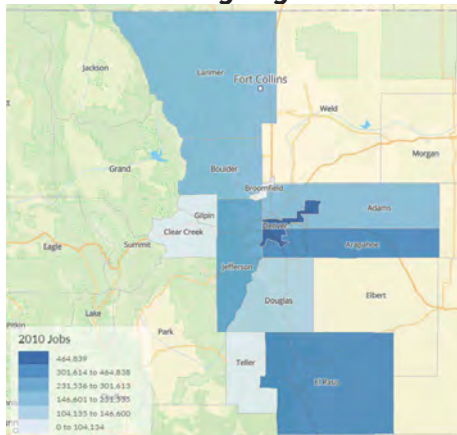 Jackson
Larimer
Fort Collins
Weld
Morgan
Grand
Boulder
Broomfield
Gilpin
Adams
Clear Creek
Denver
Eagle
Summit
Arapahoe
Jefferson
Lake
Douglas
Elbert
Park
Teller
El Paso
2010 Jobs
464,839
301,614 to 464,838
231,536 to 301,613
146,601 to 231,535
104,135 to 146,600
0 to 104,134